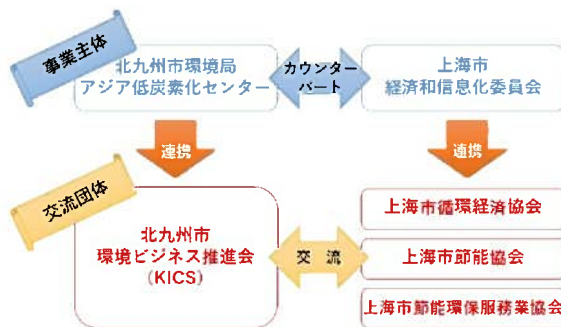 事業主体
北九州市環境局
アジア低炭素化センター
カウンター
パート
上海市
経済和信息化委員会
連携
連携
交流団体
北九州市
環境ビジネス推進会
(KICS)
交 流
上海市循環経済協会
上海市節能協会
上海市節能環保服務業協会